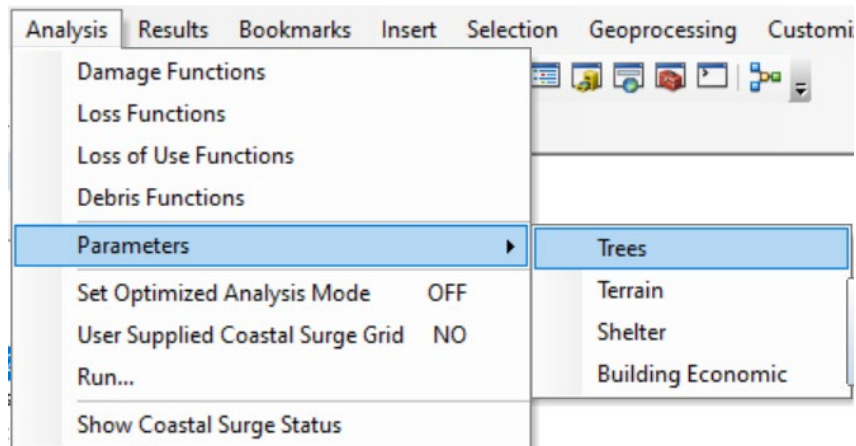 Analysis Results Bookmarks Insert Selection Geoprocessing
Damage Functions
Loss Functions
Loss of Use Functions
Debris Functions
Parameters
Trees
Set Optimized Analysis Mode OFF
Terrain
User Supplied Coastal Surge Grid NO
Shelter
Run...
Building Economic
Show Coastal Surge Status